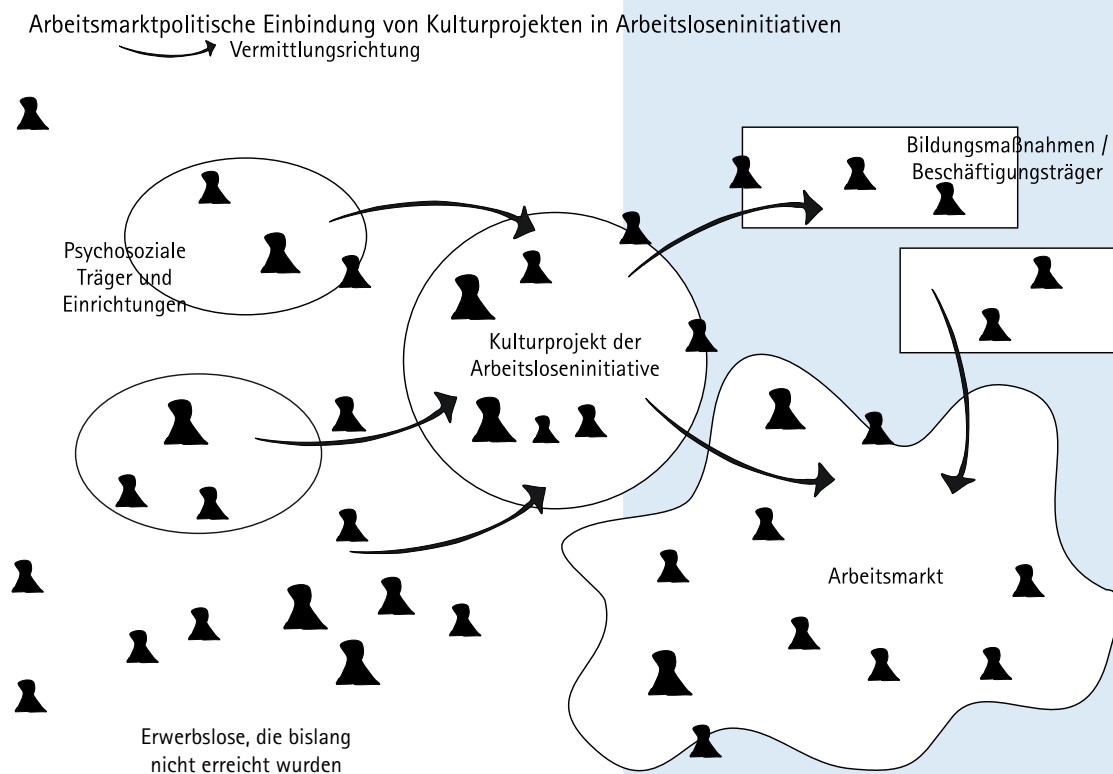 Arbeitsmarktpolitische Einbindung von Kulturprojekten in Arbeitsloseninitiativen
Vermittlungsrichtung
Bildungsmaßnahmen /
Beschäftigungsträger
Psychosoziale
Träger und
Einrichtungen
Kulturprojekt der
Arbeitsloseninitiative
Arbeitsmarkt
Erwerbslose, die bislang
nicht erreicht wurden